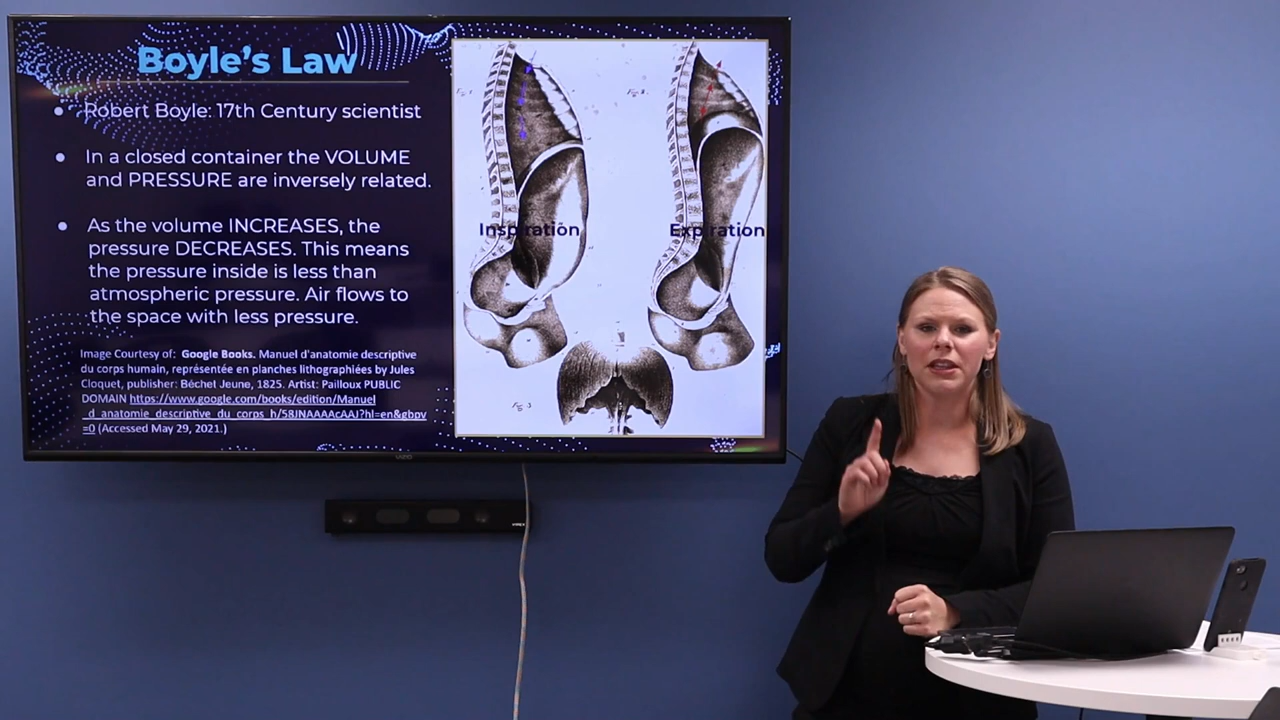 Boyle's Law
Robert Boyle: 17th Century scientist
In a closed container the VOLUME
and PRESSURE are inversely related.
As the volume INCREASES, the
pressure DECREASES. This means
the pressure inside is less than
atmospheric pressure. Air flows to
the space with less pressure.
Image Courtesy of: Google Books. Manuel d'anatomie descriptive
du corps humain, représentée en planches lithographiées by Jules
Cloquet, publisher: Béchet Jeune, 1825. Artist: Pailloux PUBLIC
DOMAIN https://www.google.com/books/edition/Manuel
_d_anatomie_descriptive_du_corps_h/58JNAAAAcAAJ?hl=en&gbpv
=0 (Accessed May 29, 2021.)
Inspiration
Expiration
VIZIO